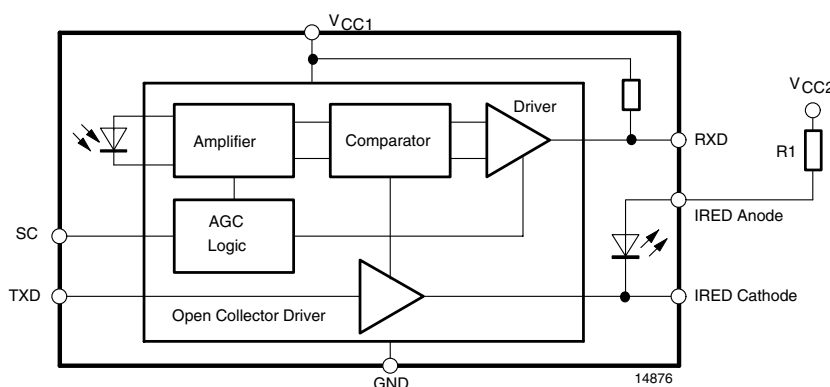 VCC1
Driver
VCC2
Amplifier
Comparator
RXD
R1
AGC
Logic
IRED Anode
SC
TXD
Open Collector Driver
IRED Cathode
GND
14876